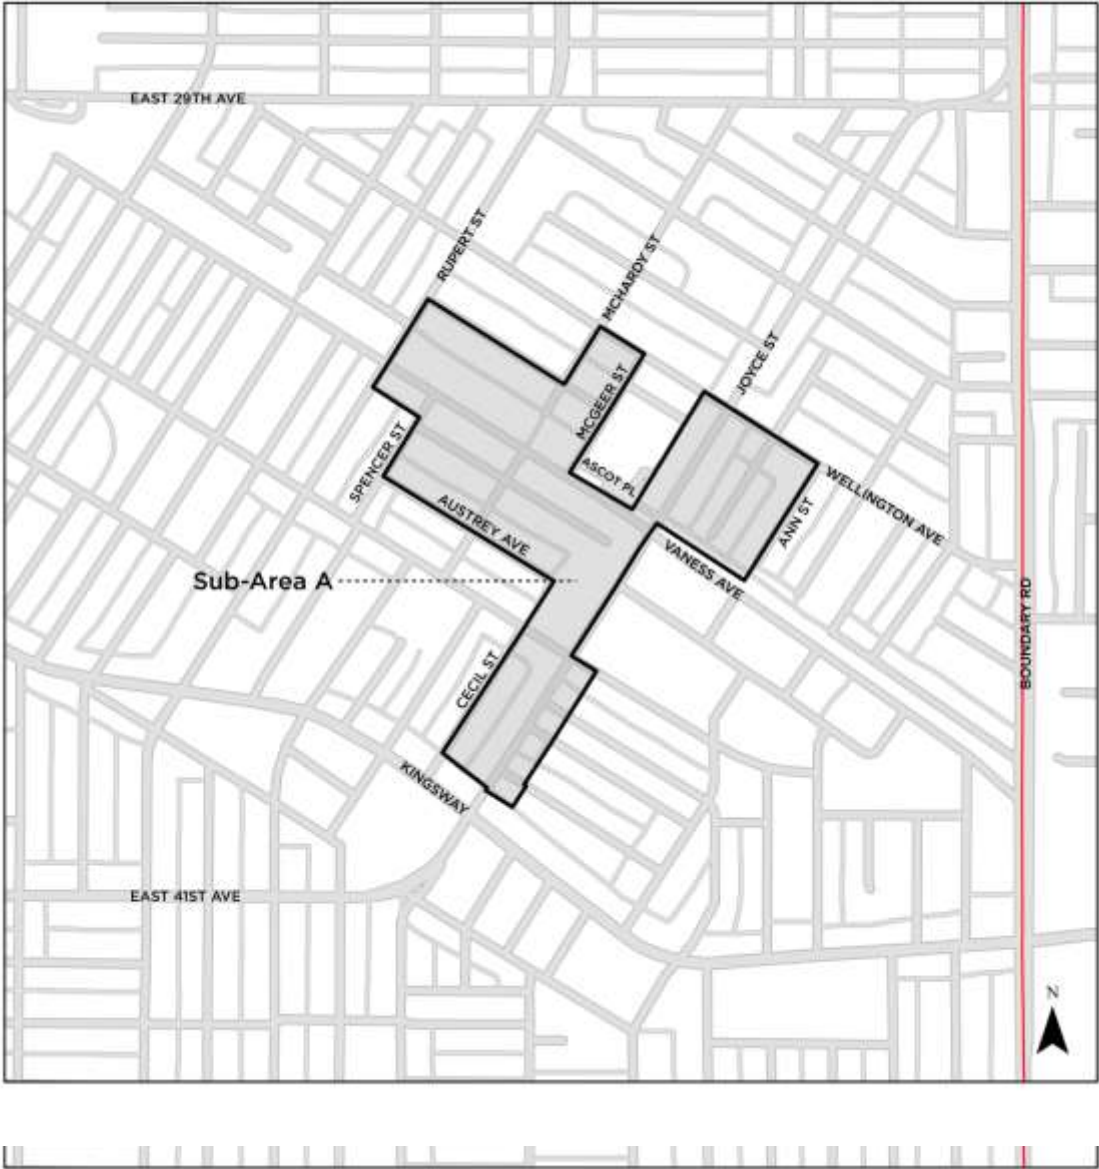 EAST 29TH AVE
RUPERT ST
MCHARDY ST
JOYCE ST
MCGEER ST
SPENCER ST
ASCOT PL
WELLINGTON AVE
AUSTREY AVE
ANN ST
VANESS AVE
Sub-Area A
BOUNDARY RD
CECIL ST
KINGSWAY
EAST 41ST AVE
N